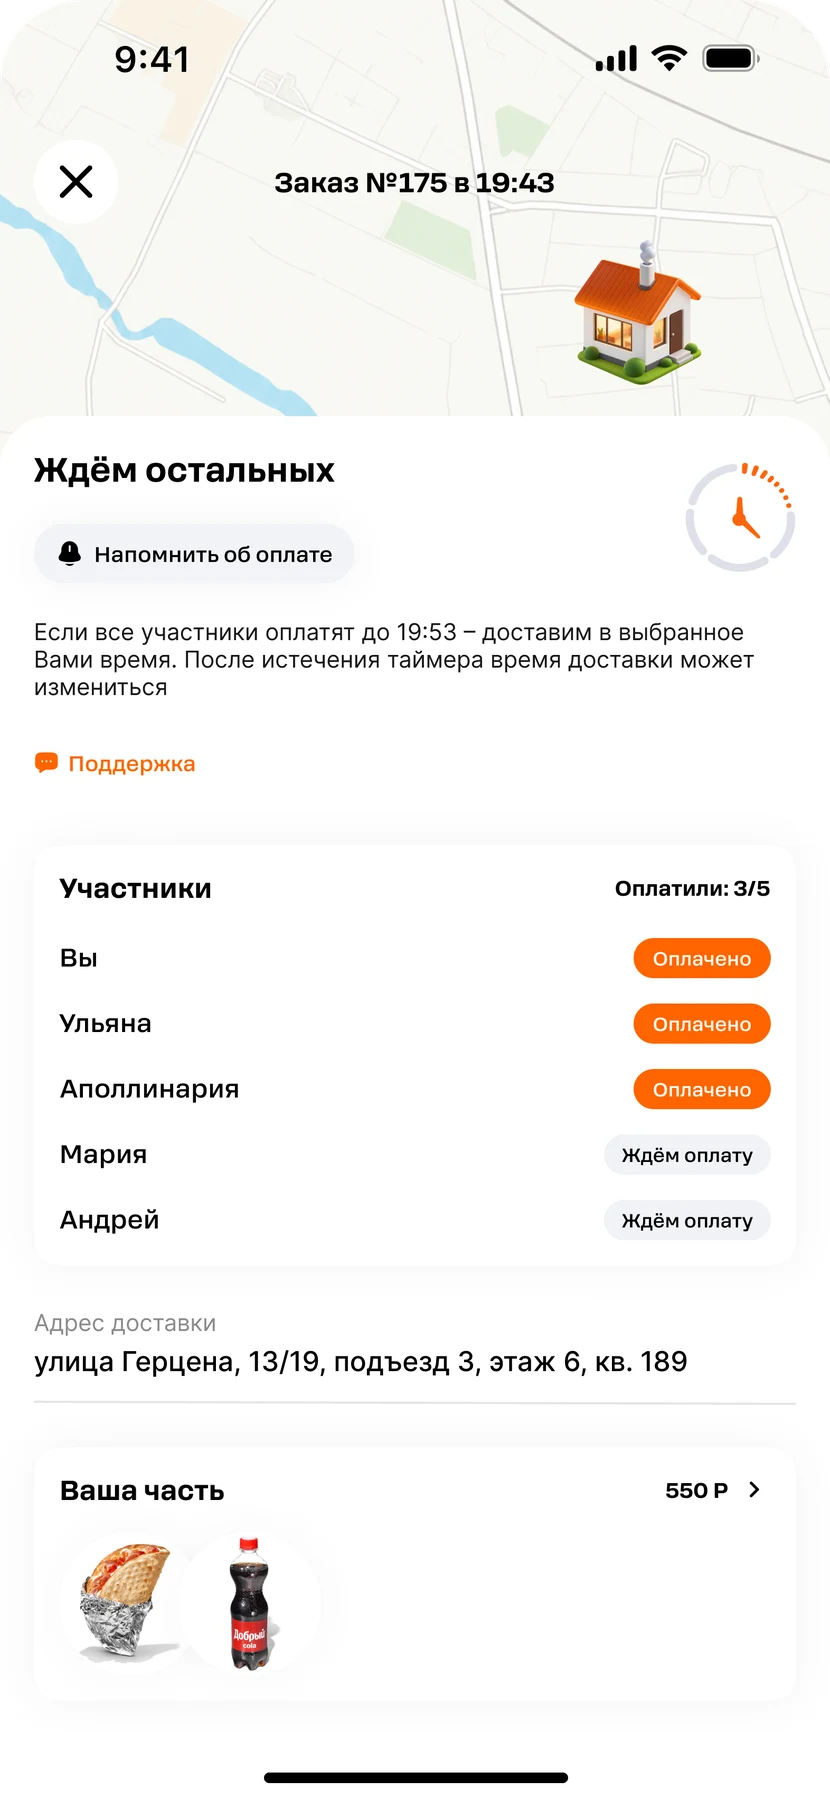 9:41
Заказ №175 в 19:43
Ждём остальных
Напомнить об оплате
Если все участники оплатят до 19:53 – доставим в выбранное
Вами время. После истечения таймера время доставки может
измениться
Поддержка
Участники
Оплатили: 3/5
Вы
Оплачено
Ульяна
Оплачено
Аполлинария
Оплачено
Мария
Ждём оплату
Андрей
Ждём оплату
Адрес доставки
улица Герцена, 13/19, подъезд 3, этаж 6, кв. 189
Ваша часть
550 Р
Добрый
cola